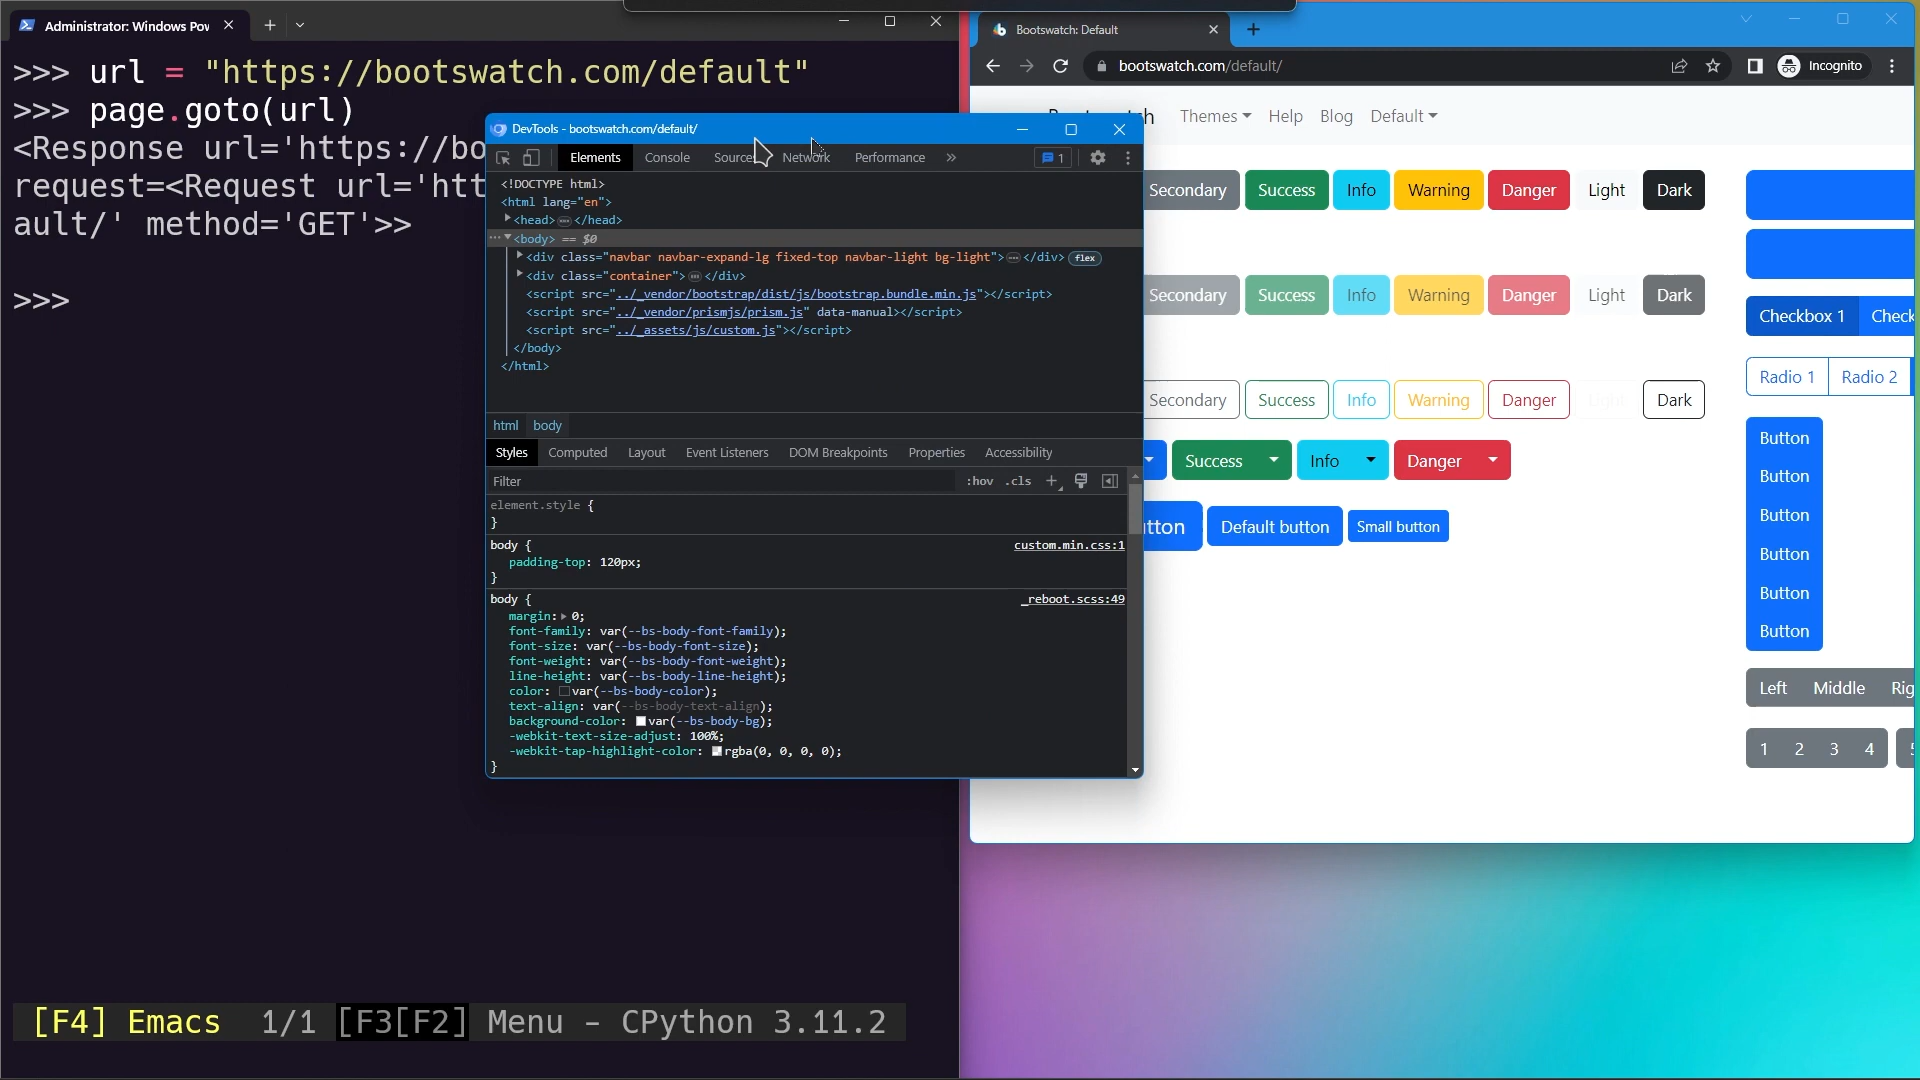 Administrator: Windows Pow
>>> url = "https://bootswatch.com/default"
>>> page.goto(url)
<Response url='https://bo
request=<Request url='htt
ault/' method='GET'>>
>>>
[F4] Emacs 1/1 [F3[F2] Menu - CPython 3.11.2
DevTools - bootswatch.com/default/
Elements Console Sources Network Performance » 1
<!DOCTYPE html>
<html lang="en">
<head> ⋯ </head>
⋯ <body> == $0
<div class="navbar navbar-expand-lg fixed-top navbar-light bg-light"> ⋯ </div> flex
<div class="container"> ⋯ </div>
<script src="../_vendor/bootstrap/dist/js/bootstrap.bundle.min.js"></script>
<script src="../_vendor/prismjs/prism.js" data-manual></script>
<script src="../_assets/js/custom.js"></script>
</body>
</html>
html body
Styles Computed Layout Event Listeners DOM Breakpoints Properties Accessibility
Filter :hov .cls +
element.style {
}
body { custom.min.css:1
padding-top: 120px;
}
body { _reboot.scss:49
margin: 0;
font-family: var(--bs-body-font-family);
font-size: var(--bs-body-font-size);
font-weight: var(--bs-body-font-weight);
line-height: var(--bs-body-line-height);
color: var(--bs-body-color);
text-align: var(--bs-body-text-align);
background-color: var(--bs-body-bg);
-webkit-text-size-adjust: 100%;
-webkit-tap-highlight-color: rgba(0, 0, 0, 0);
}
Bootswatch: Default
bootswatch.com/default/ Incognito
Themes Help Blog Default
Secondary Success Info Warning Danger Light Dark
Secondary Success Info Warning Danger Light Dark
Checkbox 1 Check
Radio 1 Radio 2
Secondary Success Info Warning Danger Light Dark
Success Info Danger
utton Default button Small button
Button
Button
Button
Button
Button
Button
Left Middle Rig
1 2 3 4 5